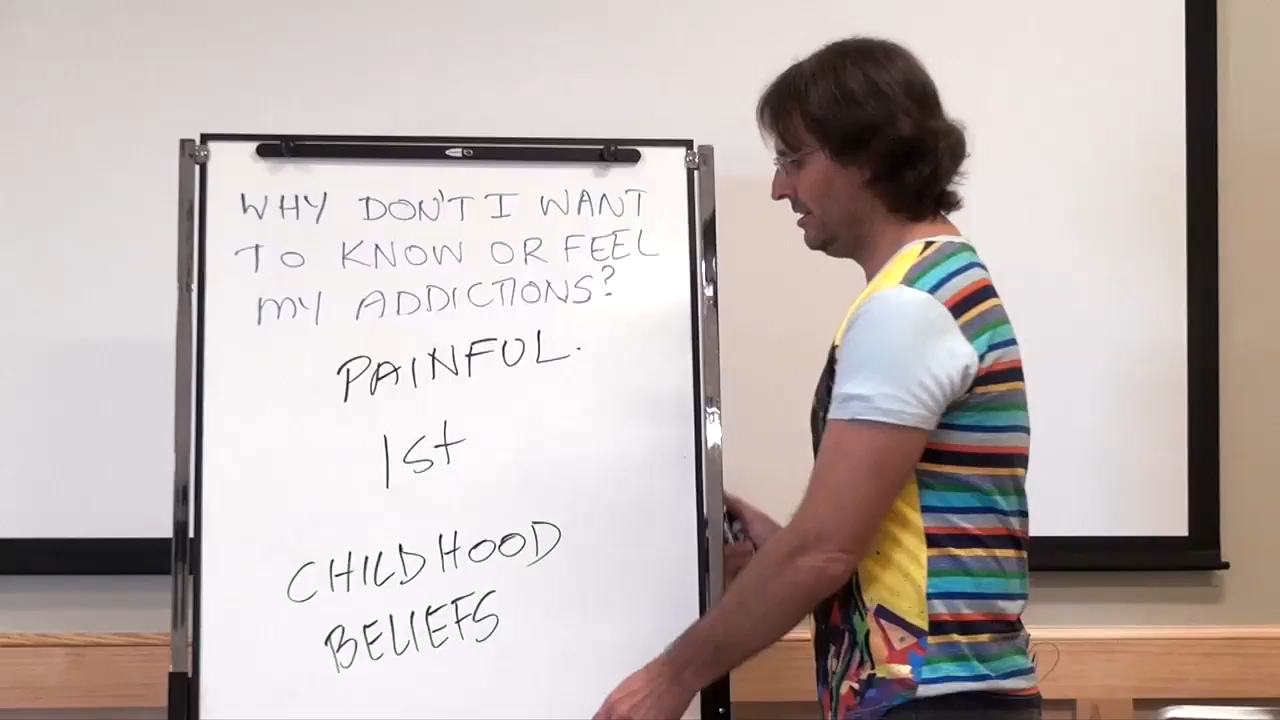 WHY DON'T I WANT
TO KNOW OR FEEL
MY ADDICTIONS?
PAINFUL.
1st
CHILDHOOD
BELIEFS